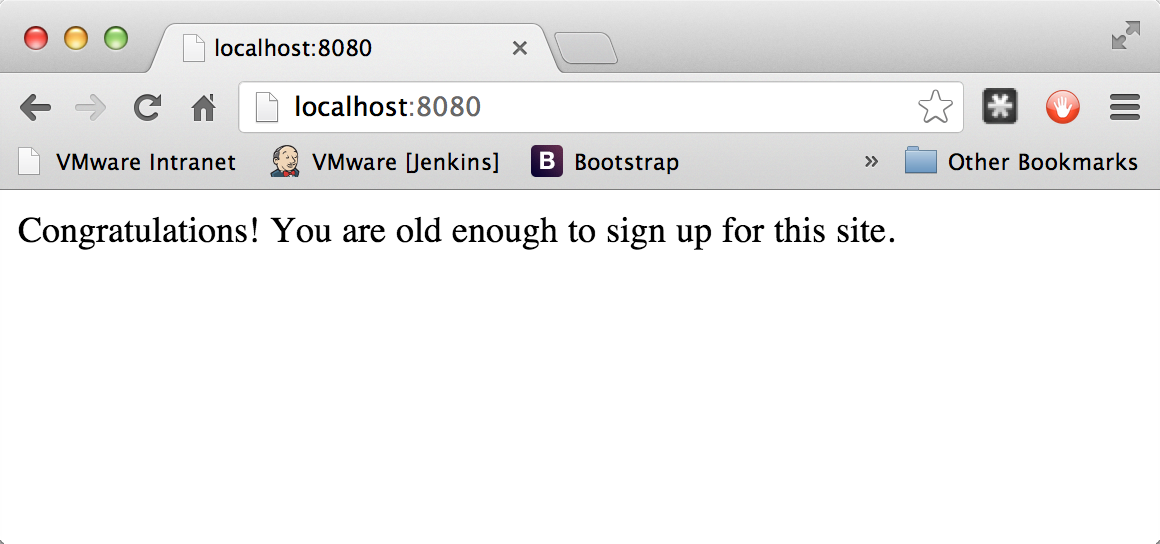 localhost:8080
localhost:8080
VMware Intranet VMware [Jenkins] B Bootstrap » Other Bookmarks
Congratulations! You are old enough to sign up for this site.